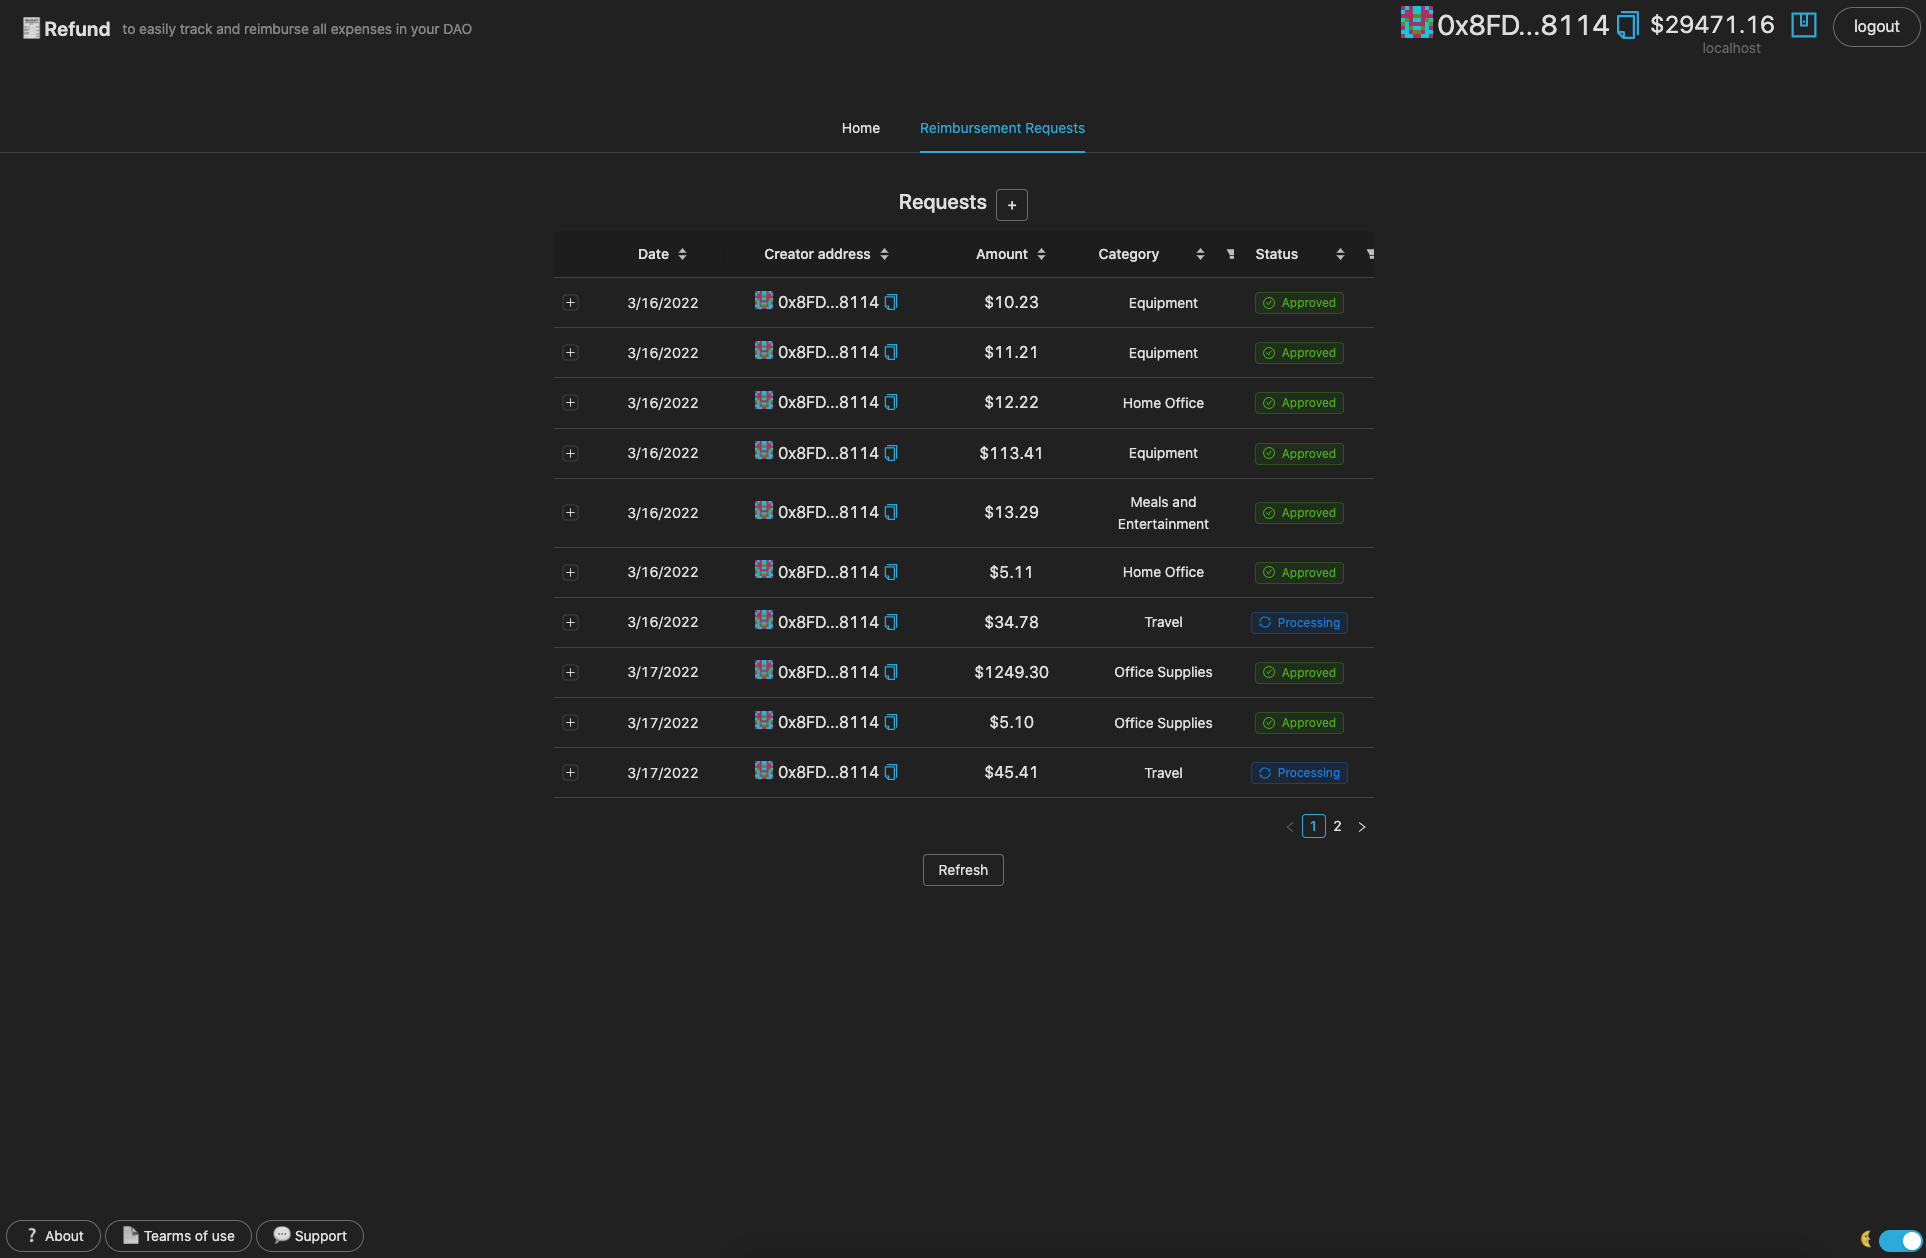 Refund to easily track and reimburse all expenses in your DAO
0x8FD...8114 $29471.16 logout
localhost
Home Reimbursement Requests
Requests +
Date Creator address Amount Category Status
3/16/2022 0x8FD...8114 $10.23 Equipment Approved
3/16/2022 0x8FD...8114 $11.21 Equipment Approved
3/16/2022 0x8FD...8114 $12.22 Home Office Approved
3/16/2022 0x8FD...8114 $113.41 Equipment Approved
3/16/2022 0x8FD...8114 $13.29 Meals and Entertainment Approved
3/16/2022 0x8FD...8114 $5.11 Home Office Approved
3/16/2022 0x8FD...8114 $34.78 Travel Processing
3/17/2022 0x8FD...8114 $1249.30 Office Supplies Approved
3/17/2022 0x8FD...8114 $5.10 Office Supplies Approved
3/17/2022 0x8FD...8114 $45.41 Travel Processing
< 1 2 >
Refresh
? About Tearms of use Support